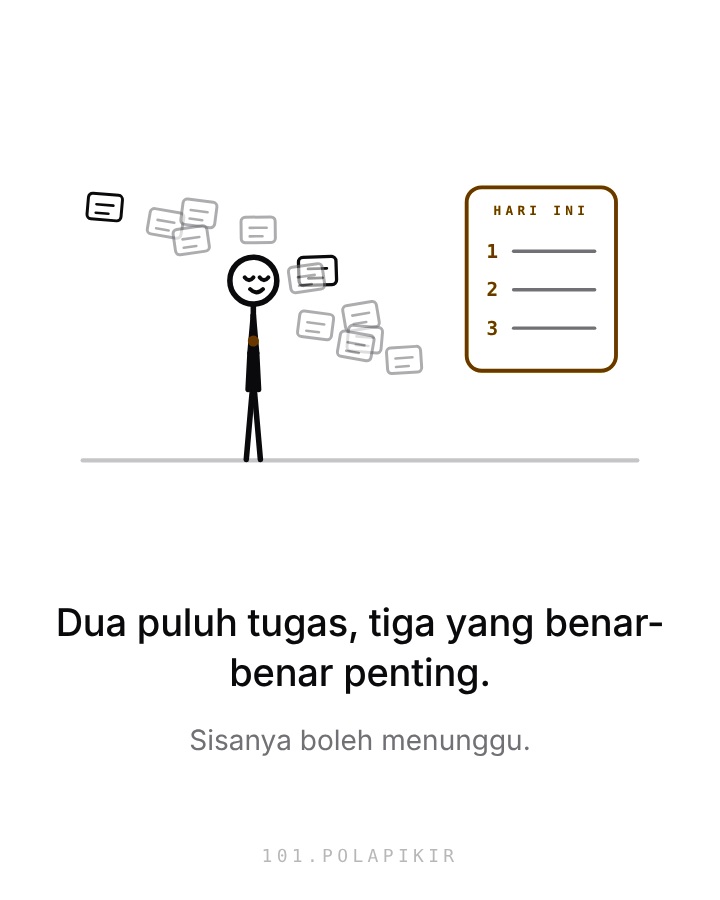 HARI INI
1
2
3
Dua puluh tugas, tiga yang benar-
benar penting.
Sisanya boleh menunggu.
101.POLAPIKIR